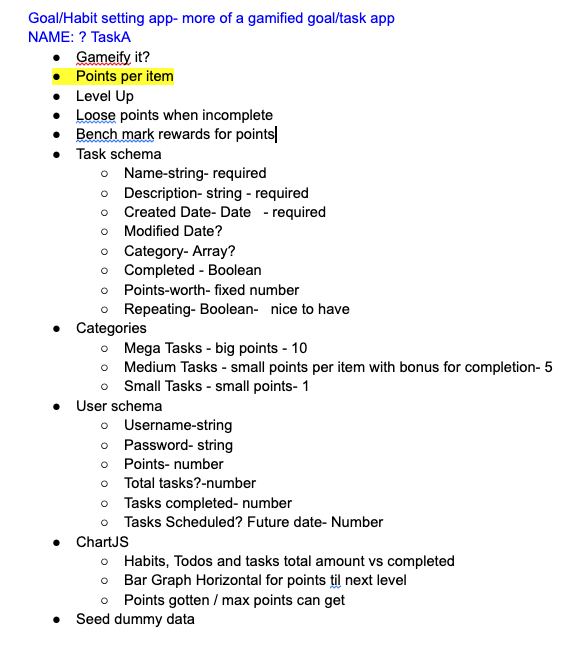 Goal/Habit setting app- more of a gamified goal/task app
NAME: ? TaskA
● Gameify it?
● Points per item
● Level Up
● Loose points when incomplete
● Bench mark rewards for points
● Task schema
○ Name-string- required
○ Description- string - required
○ Created Date- Date - required
○ Modified Date?
○ Category- Array?
○ Completed - Boolean
○ Points-worth- fixed number
○ Repeating- Boolean- nice to have
● Categories
○ Mega Tasks - big points - 10
○ Medium Tasks - small points per item with bonus for completion- 5
○ Small Tasks - small points- 1
● User schema
○ Username-string
○ Password- string
○ Points- number
○ Total tasks?-number
○ Tasks completed- number
○ Tasks Scheduled? Future date- Number
● ChartJS
○ Habits, Todos and tasks total amount vs completed
○ Bar Graph Horizontal for points til next level
○ Points gotten / max points can get
● Seed dummy data